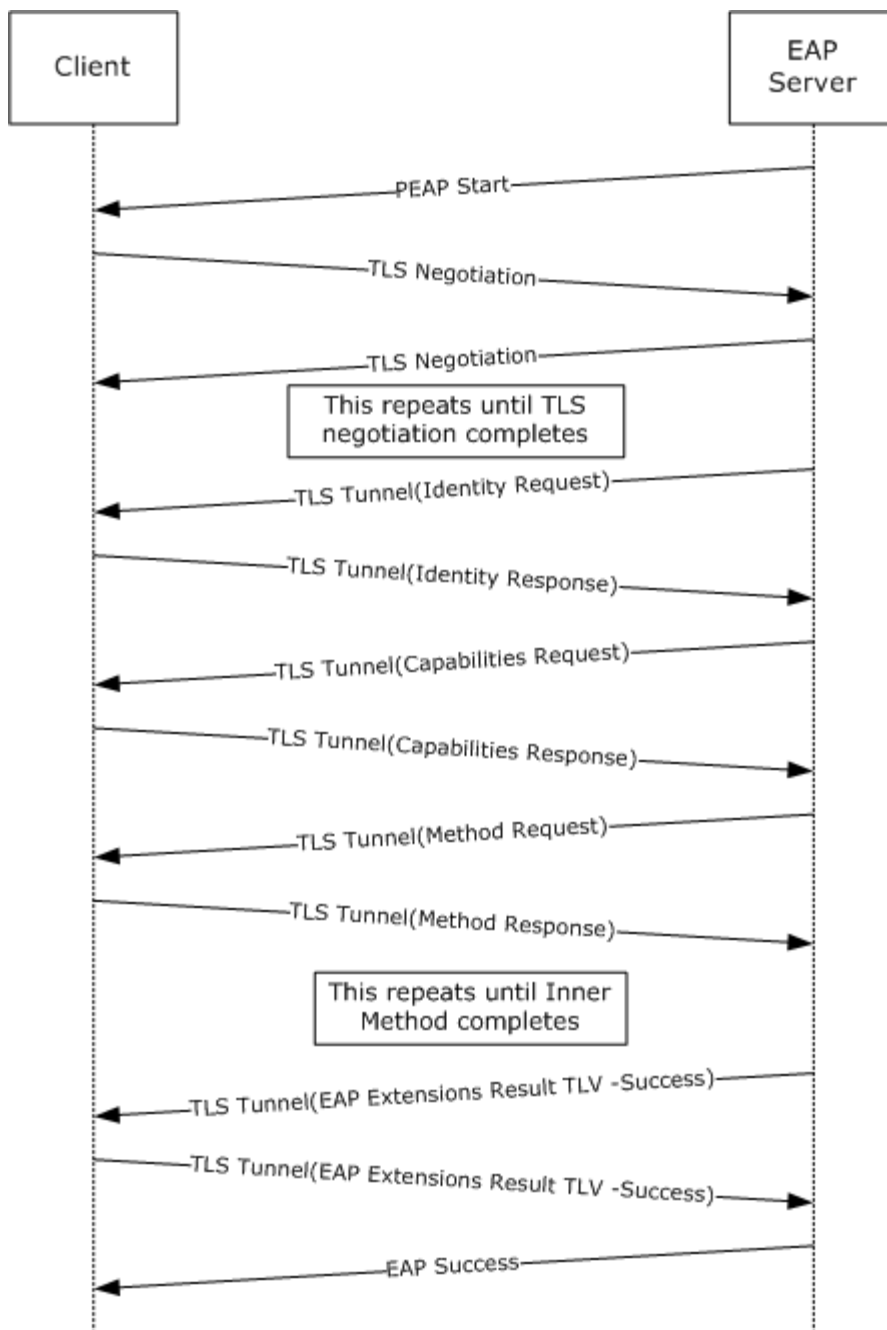 Client
EAP
Server
PEAP Start
TLS Negotiation
TLS Negotiation
This repeats until TLS
negotiation completes
TLS Tunnel(Identity Request)
TLS Tunnel(Identity Response)
TLS Tunnel(Capabilities Request)
TLS Tunnel(Capabilities Response)
TLS Tunnel(Method Request)
TLS Tunnel(Method Response)
This repeats until Inner
Method completes
TLS Tunnel(EAP Extensions Result TLV -Success)
TLS Tunnel(EAP Extensions Result TLV -Success)
EAP Success